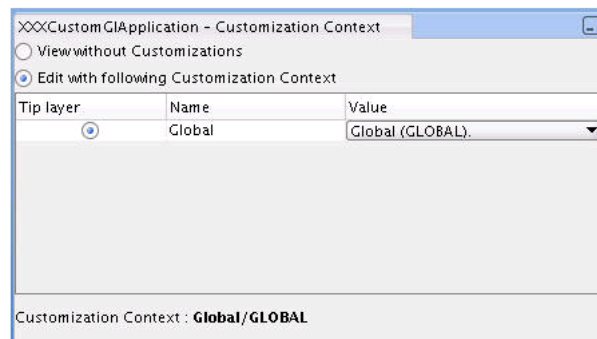 XXXCustomGlApplication - Customization Context
View without Customizations
Edit with following Customization Context
Tip layer Name Value
Global Global (GLOBAL).
Customization Context : Global/GLOBAL